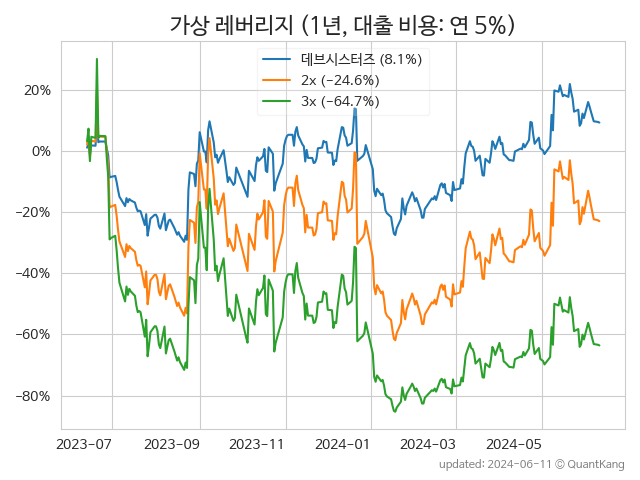 가상 레버리지 (1년, 대출 비용: 연 5%)
데브시스터즈 (8.1%)
2x (−24.6%)
3x (−64.7%)
20%
0%
−20%
−40%
−60%
−80%
2023-07 2023-09 2023-11 2024-01 2024-03 2024-05
updated: 2024-06-11 © QuantKang